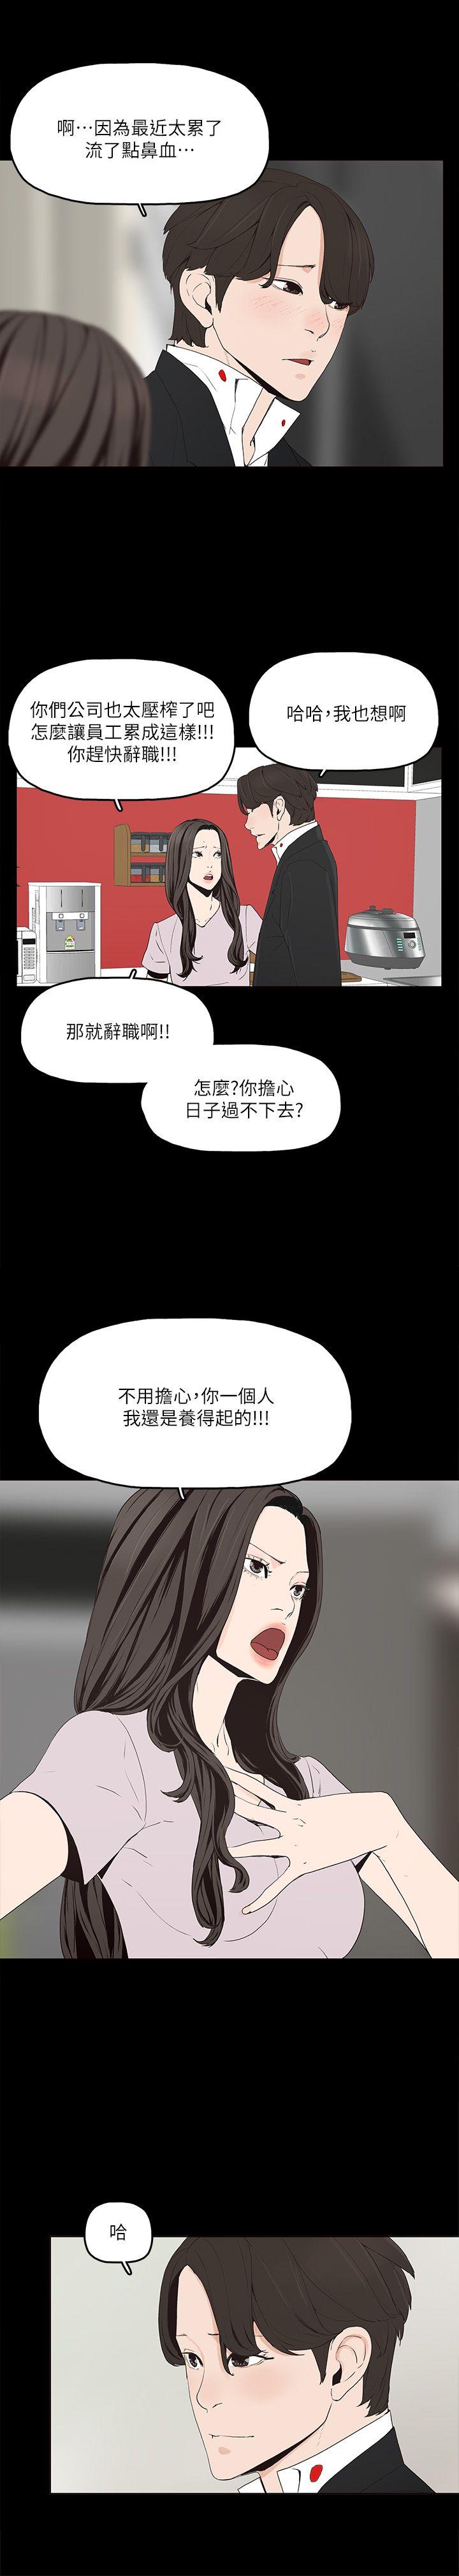 啊…因為最近太累了
流了點鼻血…
你們公司也太壓榨了吧
怎麼讓員工累成這樣!!!
你趕快辭職!!!
哈哈，我也想啊
那就辭職啊!!
怎麼?你擔心
日子過不下去?
不用擔心，你一個人
我還是養得起的!!!
哈